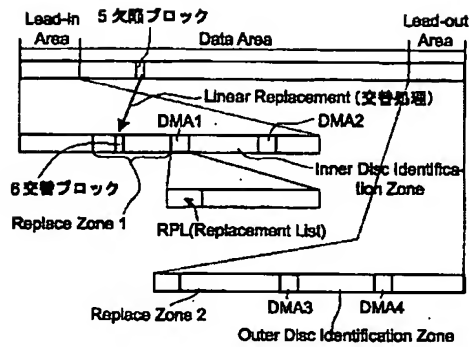 Lead-in Area
5 欠陥ブロック
Data Area
Lead-out Area
Linear Replacement (交替処理)
DMA1
DMA2
Inner Disc Identifica-
tion Zone
6交替ブロック
Replace Zone 1
RPL(Replacement List)
Replace Zone 2
DMA3
DMA4
Outer Disc Identification Zone